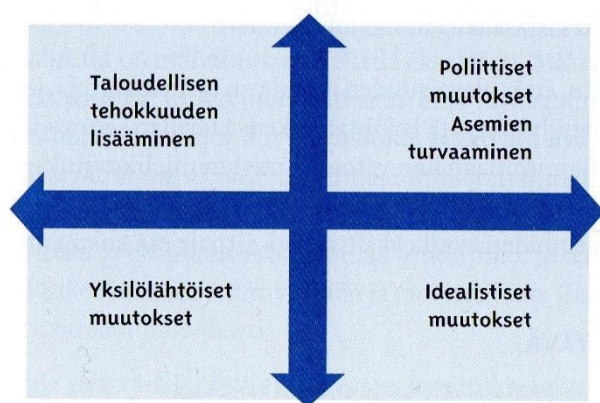 Taloudellisen
tehokkuuden
lisääminen
Poliittiset
muutokset
Asemien
turvaaminen
Yksilölähtöiset
muutokset
Idealistiset
muutokset